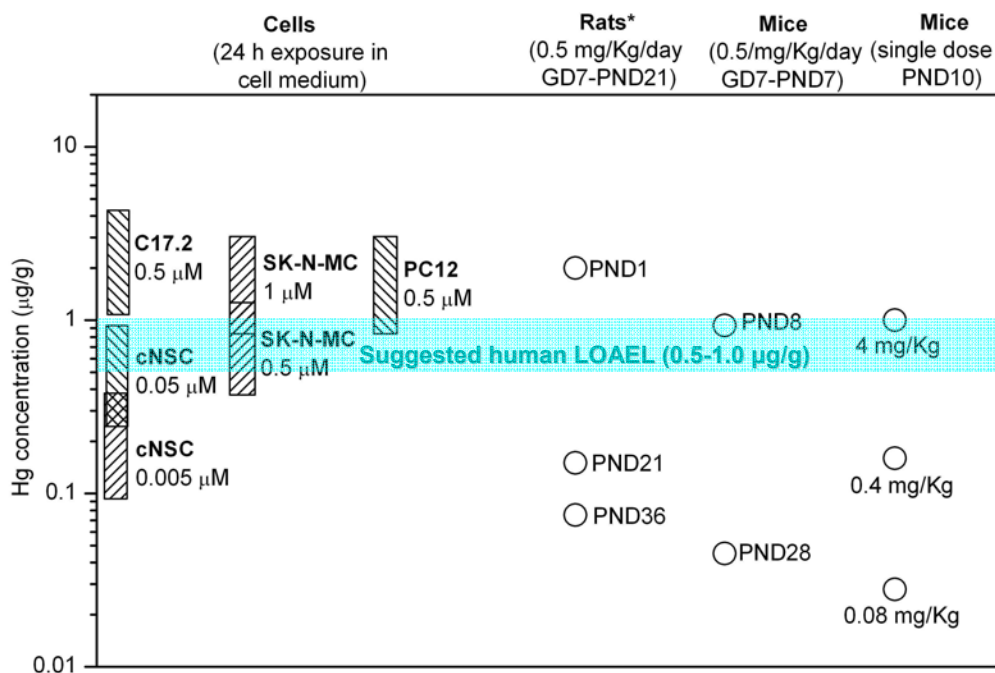 Cells
(24 h exposure in
cell medium)
Rats*
(0.5 mg/Kg/day
GD7-PND21)
Mice
(0.5/mg/Kg/day
GD7-PND7)
Mice
(single dose
PND10)
Hg concentration (μg/g)
10
1
0.1
0.01
C17.2
0.5 μM
SK-N-MC
1 μM
PC12
0.5 μM
PND1
cNSC
0.05 μM
SK-N-MC
0.5 μM
PND8
4 mg/Kg
Suggested human LOAEL (0.5-1.0 μg/g)
cNSC
0.005 μM
PND21
PND36
0.4 mg/Kg
PND28
0.08 mg/Kg